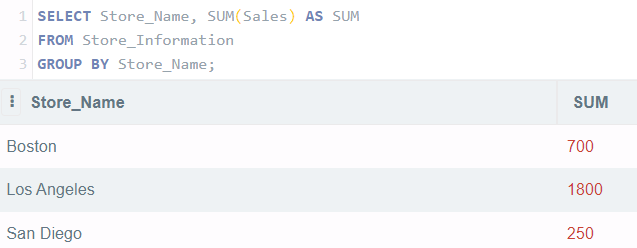 1 SELECT Store_Name, SUM(Sales) AS SUM
2 FROM Store_Information
3 GROUP BY Store_Name;
Store_Name SUM
Boston 700
Los Angeles 1800
San Diego 250